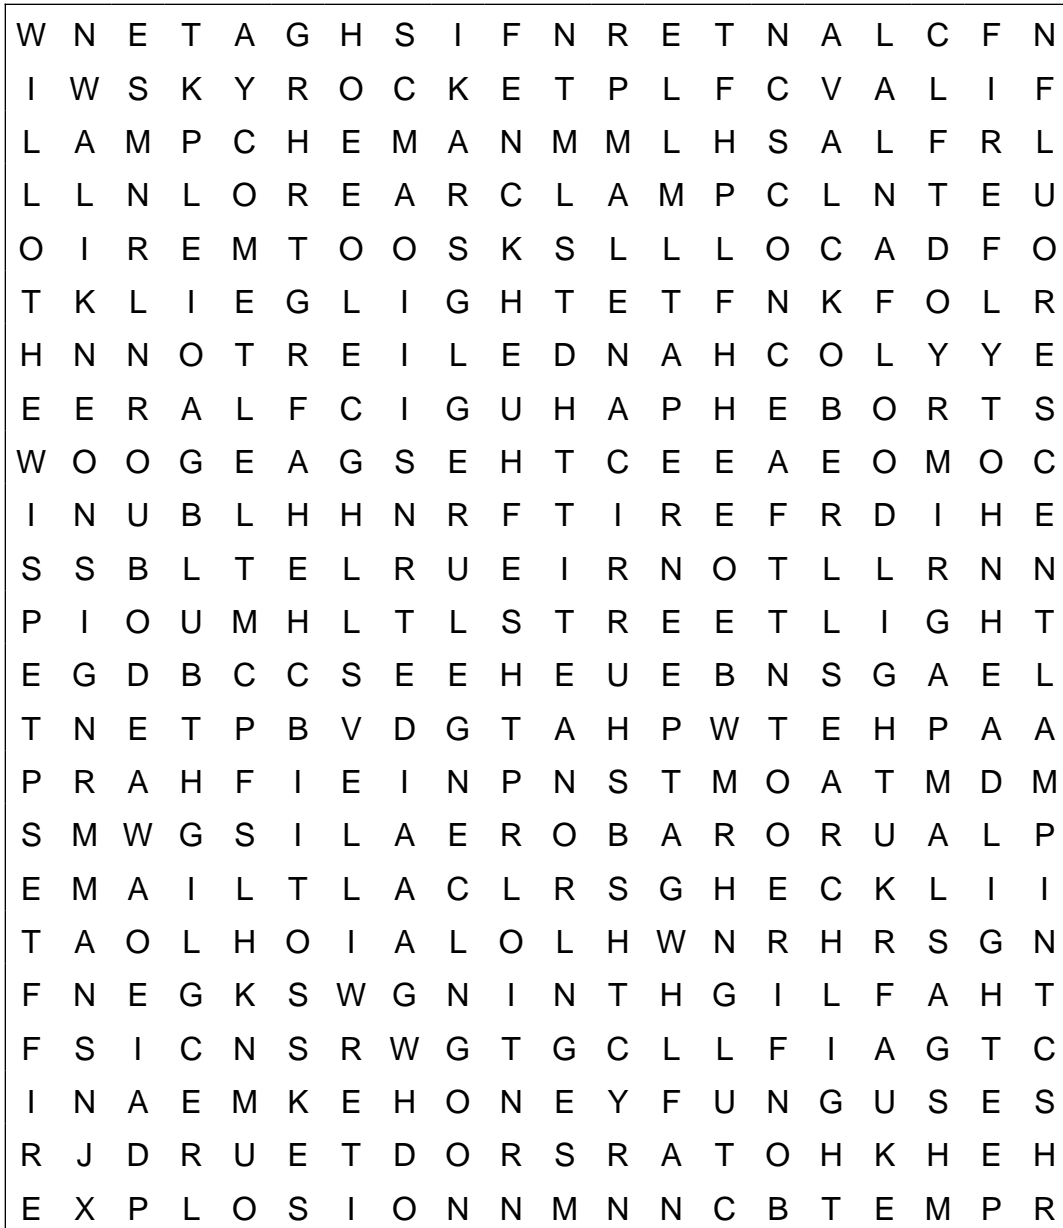 W N E T A G H S I F N R E T N A L C F N
I W S K Y R O C K E T P L F C V A L I F
L A M P C H E M A N M M L H S A L F R L
L L N L O R E A R C L A M P C L N T E U
O I R E M T O O S K S L L L O C A D F O
T K L I E G L I G H T E T F N K F O L R
H N N O T R E I L E D N A H C O L Y Y E
E E R A L F C I G U H A P H E B O R T S
W O O G E A G S E H T C E E A E O M O C
I N U B L H H N R F T I R E F R D I H E
S S B L T E L R U E I R N O T L L R N N
P I O U M H L T L S T R E E T L I G H T
E G D B C C S E E H E U E B N S G A E L
T N E T P B V D G T A H P W T E H P A A
P R A H F I E I N P N S T M O A T M D M
S M W G S I L A E R O B A R O R U A L P
E M A I L T L A C L R S G H E C K L I I
T A O L H O I A L O L H W N R H R S G N
F N E G K S W G N I N T H G I L F A H T
F S I C N S R W G T G C L L F I A G T C
I N A E M K E H O N E Y F U N G U S E S
R J D R U E T D O R S R A T O H K H E H
E X P L O S I O N N M N N C B T E M P R